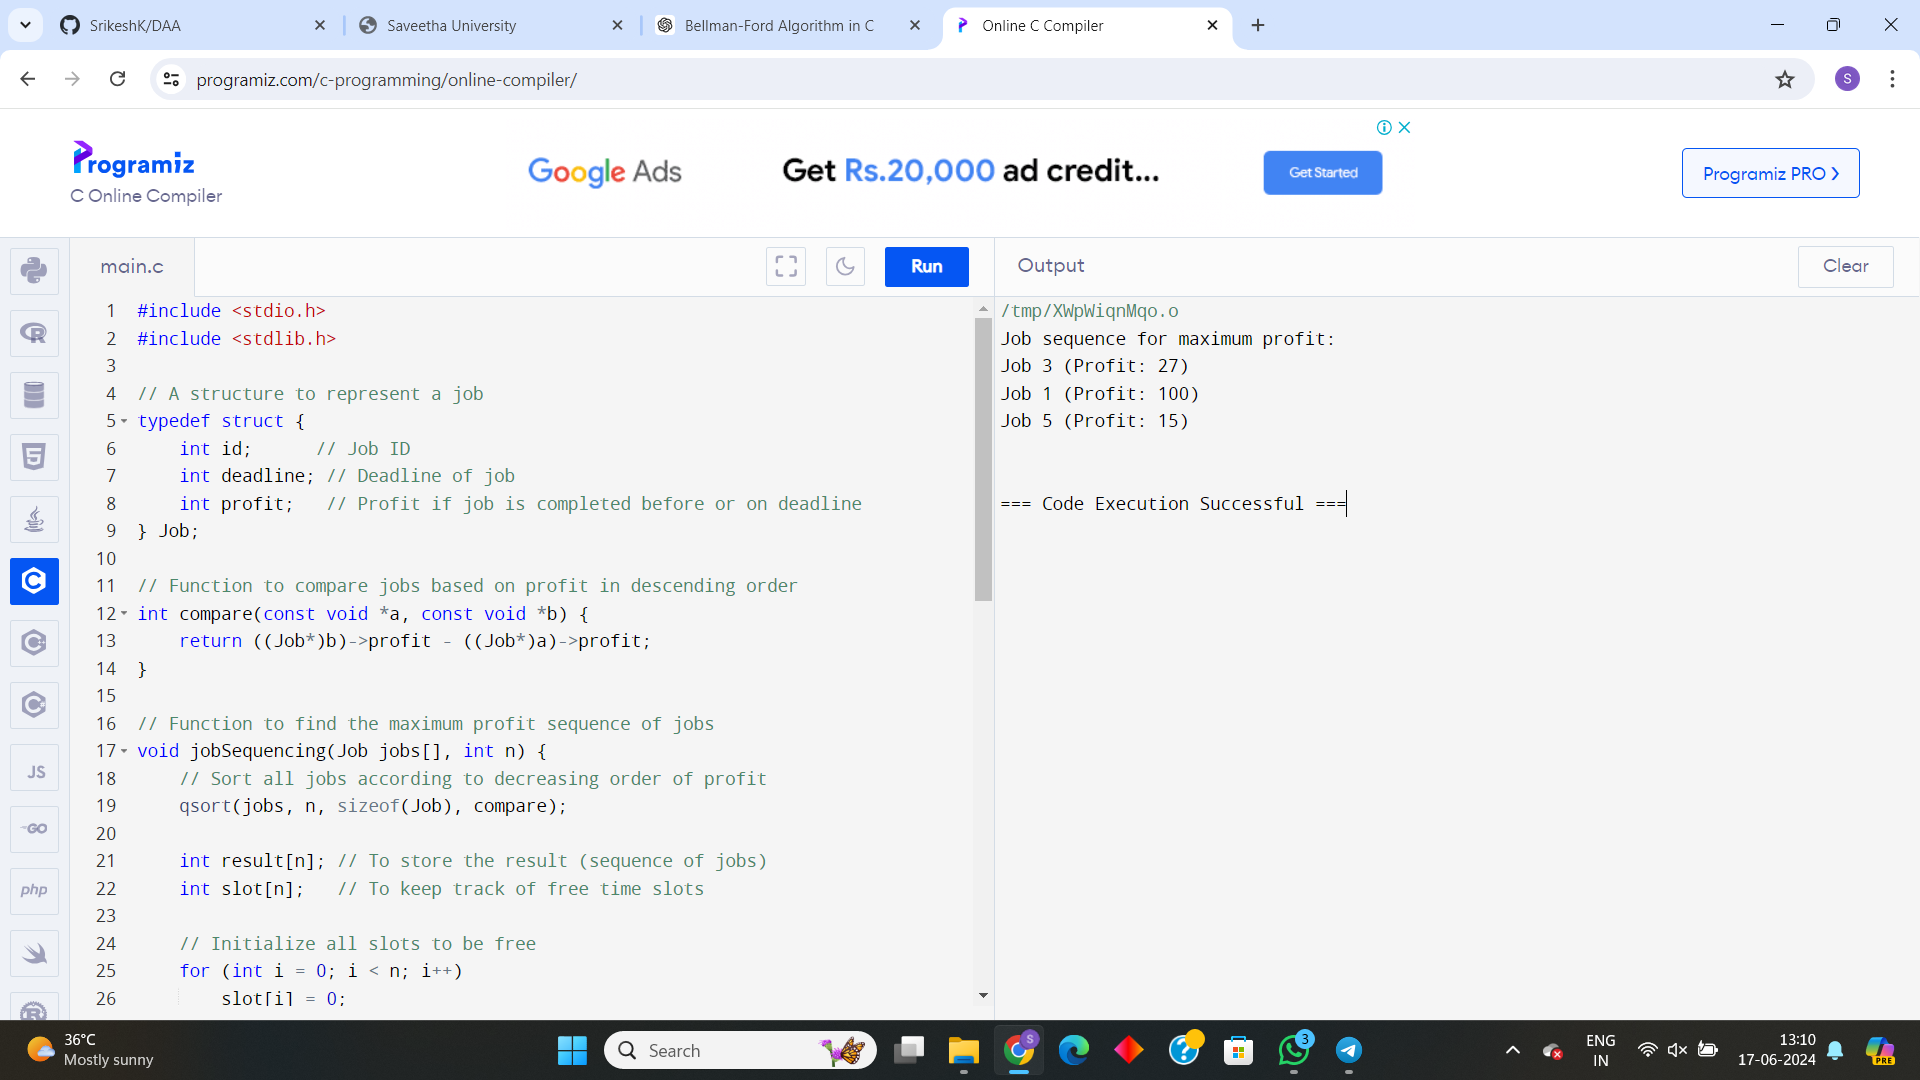 SrikeshK/DAA
Saveetha University
Bellman-Ford Algorithm in C
Online C Compiler
programiz.com/c-programming/online-compiler/
S
Programiz
C Online Compiler
Google Ads
Get Rs.20,000 ad credit...
Get Started
Programiz PRO
main.c
Run
Output
Clear
1 #include <stdio.h>
2 #include <stdlib.h>
3
4 // A structure to represent a job
5 typedef struct {
6 int id; // Job ID
7 int deadline; // Deadline of job
8 int profit; // Profit if job is completed before or on deadline
9 } Job;
10
11 // Function to compare jobs based on profit in descending order
12 int compare(const void *a, const void *b) {
13 return ((Job*)b)->profit - ((Job*)a)->profit;
14 }
15
16 // Function to find the maximum profit sequence of jobs
17 void jobSequencing(Job jobs[], int n) {
18 // Sort all jobs according to decreasing order of profit
19 qsort(jobs, n, sizeof(Job), compare);
20
21 int result[n]; // To store the result (sequence of jobs)
22 int slot[n]; // To keep track of free time slots
23
24 // Initialize all slots to be free
25 for (int i = 0; i < n; i++)
26 slot[i] = 0;
/tmp/XWpWiqnMqo.o
Job sequence for maximum profit:
Job 3 (Profit: 27)
Job 1 (Profit: 100)
Job 5 (Profit: 15)
=== Code Execution Successful ===
JS
GO
php
36°C
Mostly sunny
Search
S
3
ENG
IN
13:10
17-06-2024
PRE